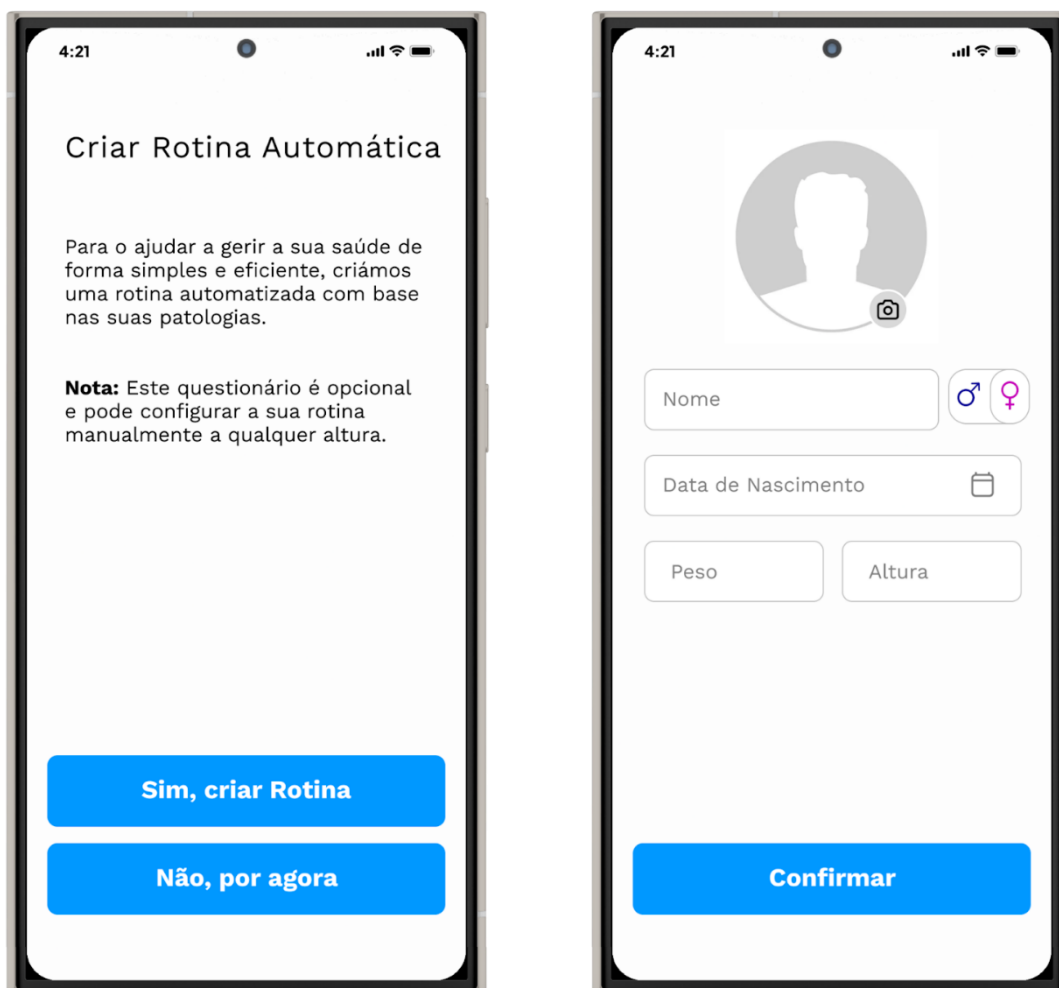 4:21
Criar Rotina Automática
Para o ajudar a gerir a sua saúde de
forma simples e eficiente, criámos
uma rotina automatizada com base
nas suas patologias.
Nota: Este questionário é opcional
e pode configurar a sua rotina
manualmente a qualquer altura.
Sim, criar Rotina
Não, por agora
4:21
Nome
Data de Nascimento
Peso
Altura
Confirmar